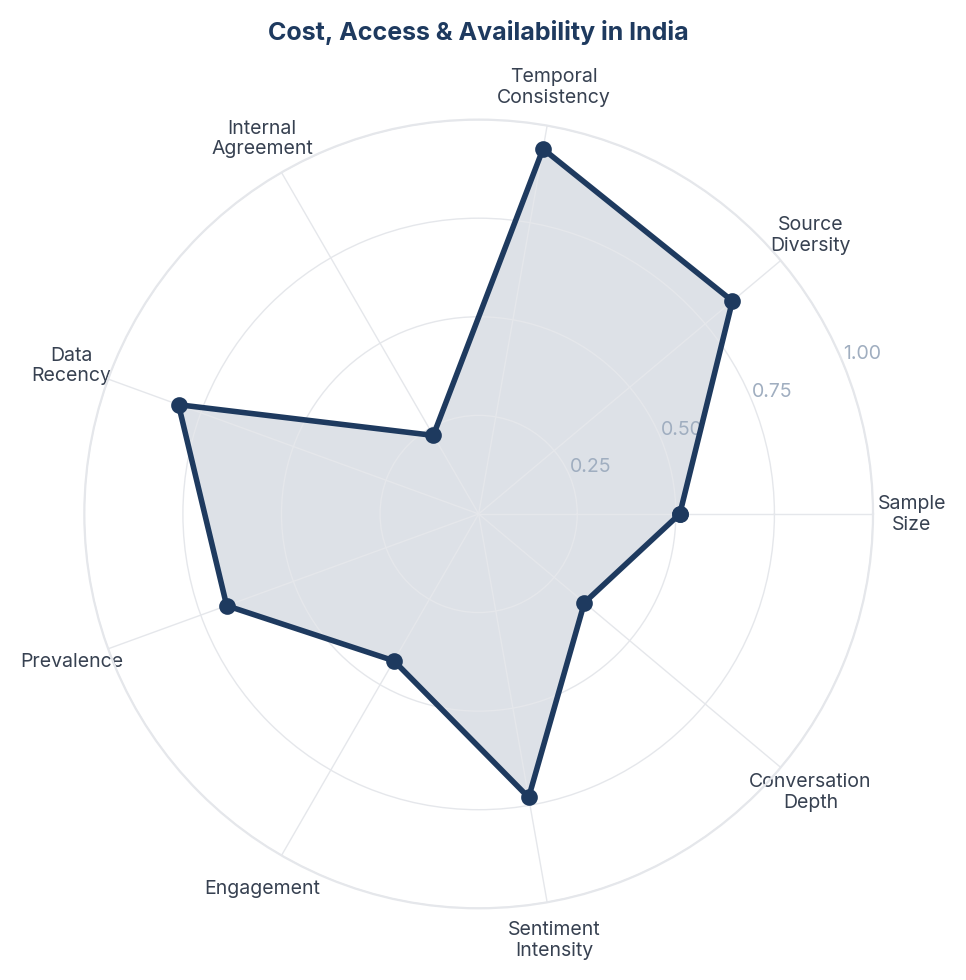 Cost, Access & Availability in India
Temporal
Consistency
Internal
Agreement
Source
Diversity
Data
Recency
1.00
0.75
0.50
0.25
Sample
Size
Prevalence
Conversation
Depth
Engagement
Sentiment
Intensity